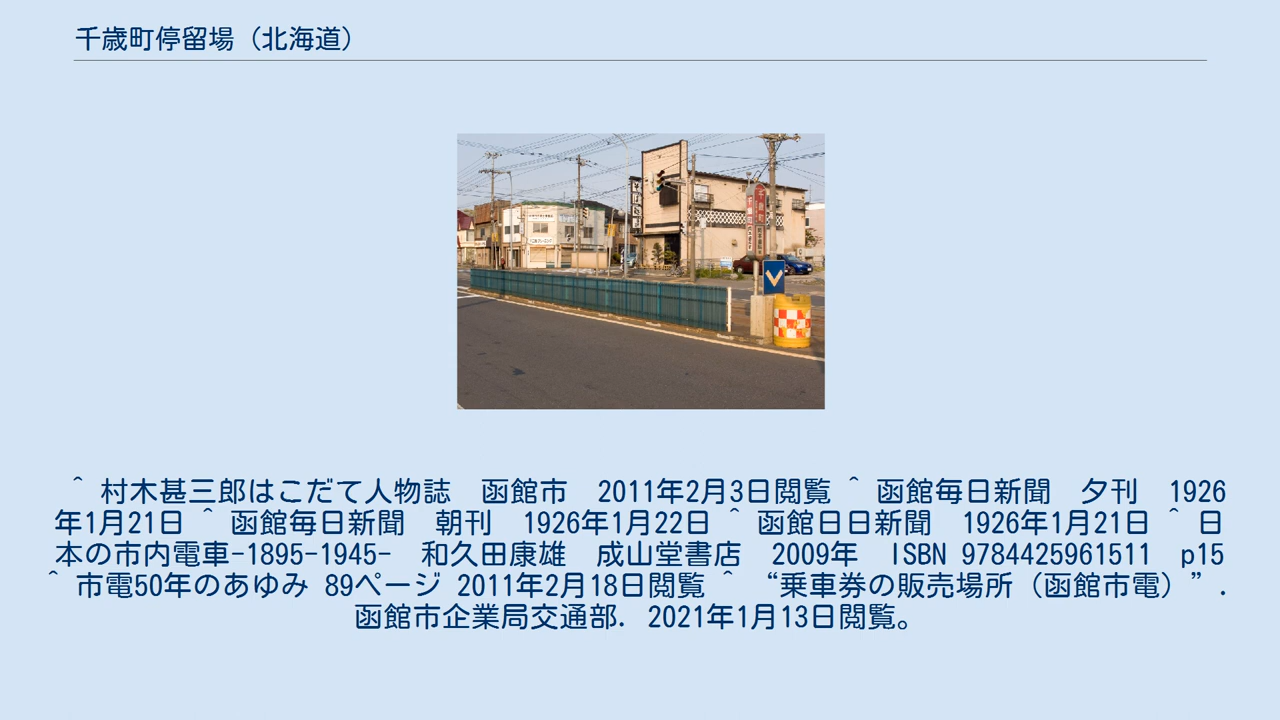 千歳町停留場（北海道）
^ 村木甚三郎はこだて人物誌　函館市　2011年2月3日閲覧 ^ 函館毎日新聞　夕刊　1926
年1月21日 ^ 函館毎日新聞　朝刊　1926年1月22日 ^ 函館日日新聞　1926年1月21日 ^ 日
本の市内電車-1895-1945-　和久田康雄　成山堂書店　2009年　ISBN 9784425961511　p15
^ 市電50年のあゆみ 89ページ 2011年2月18日閲覧 ^ “乗車券の販売場所（函館市電）”.
函館市企業局交通部. 2021年1月13日閲覧。